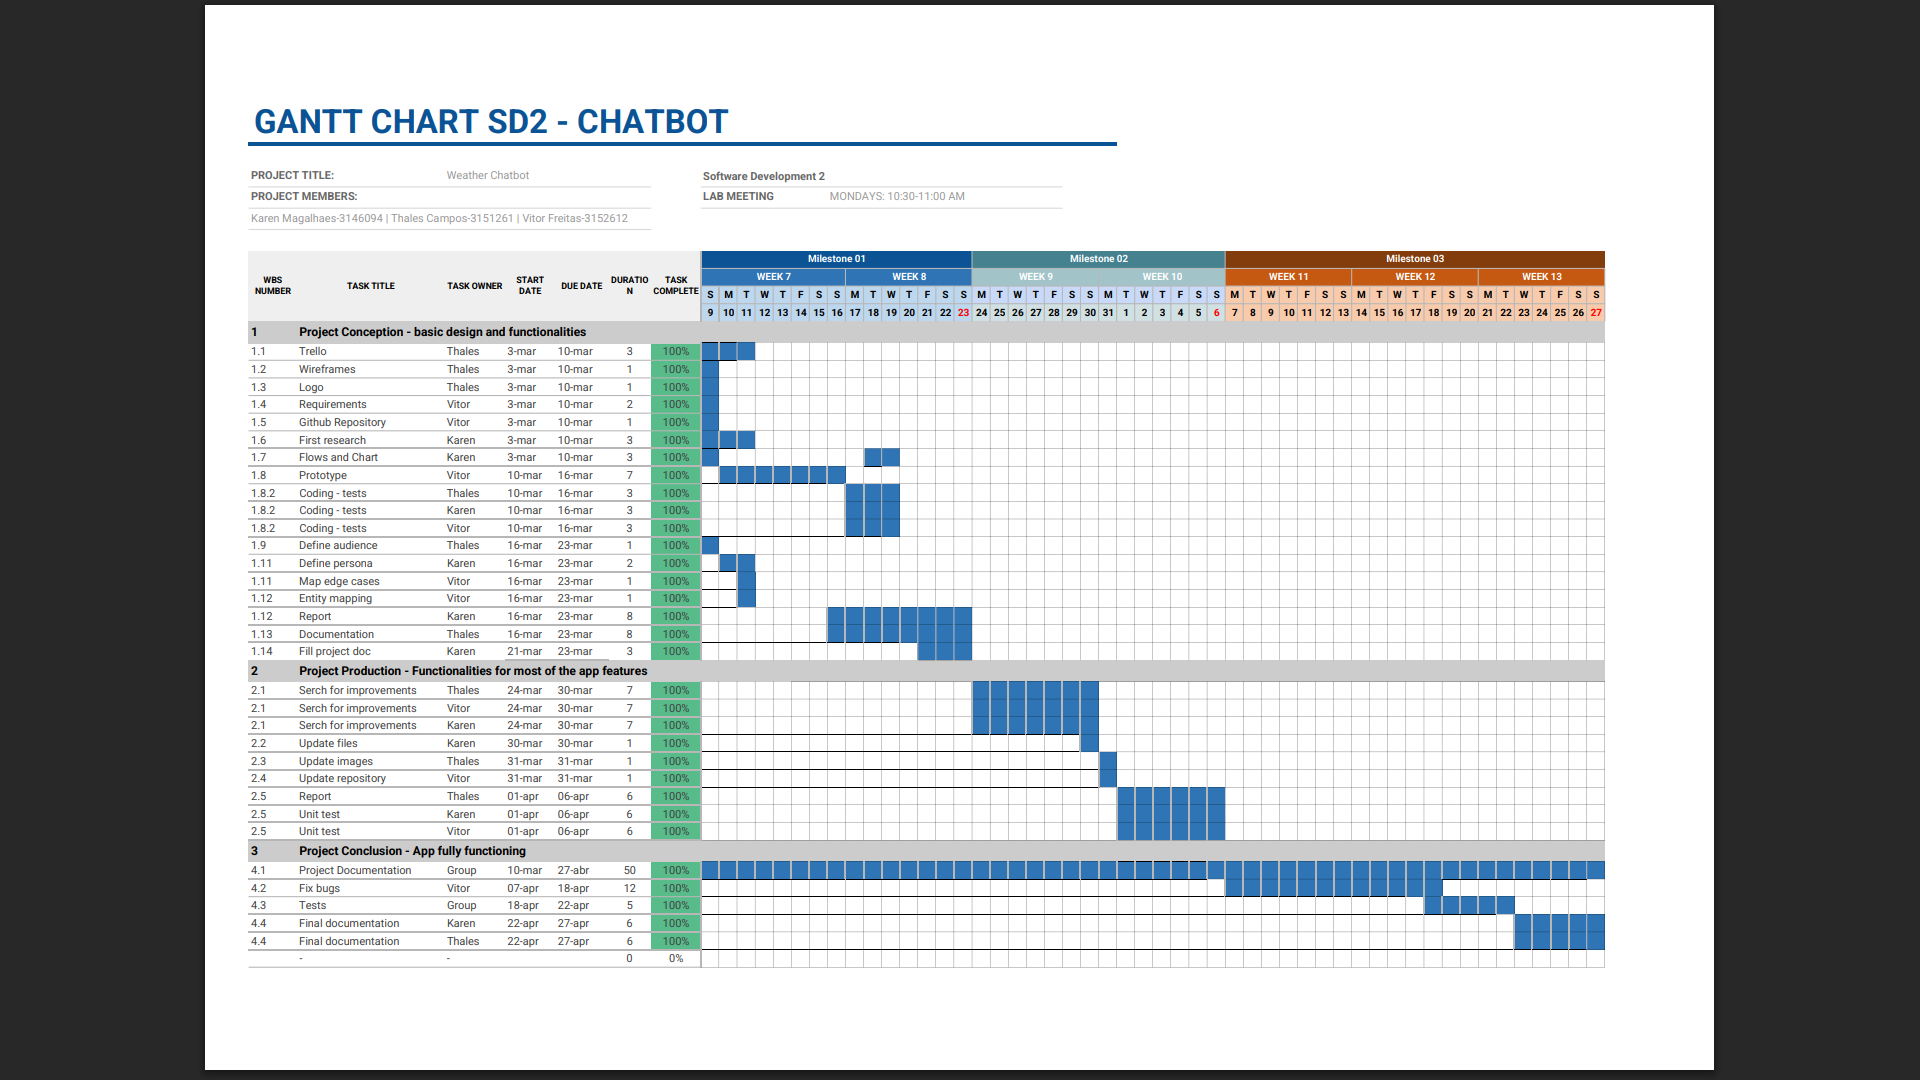 GANTT CHART SD2 - CHATBOT
PROJECT TITLE: Weather Chatbot Software Development 2
PROJECT MEMBERS: LAB MEETING MONDAYS: 10:30-11:00 AM
Karen Magalhaes-3146094 | Thales Campos-3151261 | Vitor Freitas-3152612
WBS NUMBER TASK TITLE TASK OWNER START DATE DUE DATE DURATION TASK COMPLETE
Milestone 01 Milestone 02 Milestone 03
WEEK 7 WEEK 8 WEEK 9 WEEK 10 WEEK 11 WEEK 12 WEEK 13
S M T W T F S S M T W T F S S M T W T F S S M T W T F S S M T W T F S S M T W T F S S M T W T F S S
9 10 11 12 13 14 15 16 17 18 19 20 21 22 23 24 25 26 27 28 29 30 31 1 2 3 4 5 6 7 8 9 10 11 12 13 14 15 16 17 18 19 20 21 22 23 24 25 26 27
1 Project Conception - basic design and functionalities
1.1 Trello Thales 3-mar 10-mar 3 100%
1.2 Wireframes Thales 3-mar 10-mar 1 100%
1.3 Logo Thales 3-mar 10-mar 1 100%
1.4 Requirements Vitor 3-mar 10-mar 2 100%
1.5 Github Repository Vitor 3-mar 10-mar 1 100%
1.6 First research Karen 3-mar 10-mar 3 100%
1.7 Flows and Chart Karen 3-mar 10-mar 3 100%
1.8 Prototype Vitor 10-mar 16-mar 7 100%
1.8.2 Coding - tests Thales 10-mar 16-mar 3 100%
1.8.2 Coding - tests Karen 10-mar 16-mar 3 100%
1.8.2 Coding - tests Vitor 10-mar 16-mar 3 100%
1.9 Define audience Thales 16-mar 23-mar 1 100%
1.11 Define persona Karen 16-mar 23-mar 2 100%
1.11 Map edge cases Vitor 16-mar 23-mar 1 100%
1.12 Entity mapping Vitor 16-mar 23-mar 1 100%
1.12 Report Karen 16-mar 23-mar 8 100%
1.13 Documentation Thales 16-mar 23-mar 8 100%
1.14 Fill project doc Karen 21-mar 23-mar 3 100%
2 Project Production - Functionalities for most of the app features
2.1 Serch for improvements Thales 24-mar 30-mar 7 100%
2.1 Serch for improvements Vitor 24-mar 30-mar 7 100%
2.1 Serch for improvements Karen 24-mar 30-mar 7 100%
2.2 Update files Karen 30-mar 30-mar 1 100%
2.3 Update images Thales 31-mar 31-mar 1 100%
2.4 Update repository Vitor 31-mar 31-mar 1 100%
2.5 Report Thales 01-apr 06-apr 6 100%
2.5 Unit test Karen 01-apr 06-apr 6 100%
2.5 Unit test Vitor 01-apr 06-apr 6 100%
3 Project Conclusion - App fully functioning
4.1 Project Documentation Group 10-mar 27-abr 50 100%
4.2 Fix bugs Vitor 07-apr 18-apr 12 100%
4.3 Tests Group 18-apr 22-apr 5 100%
4.4 Final documentation Karen 22-apr 27-apr 6 100%
4.4 Final documentation Thales 22-apr 27-apr 6 100%
- - 0 0%